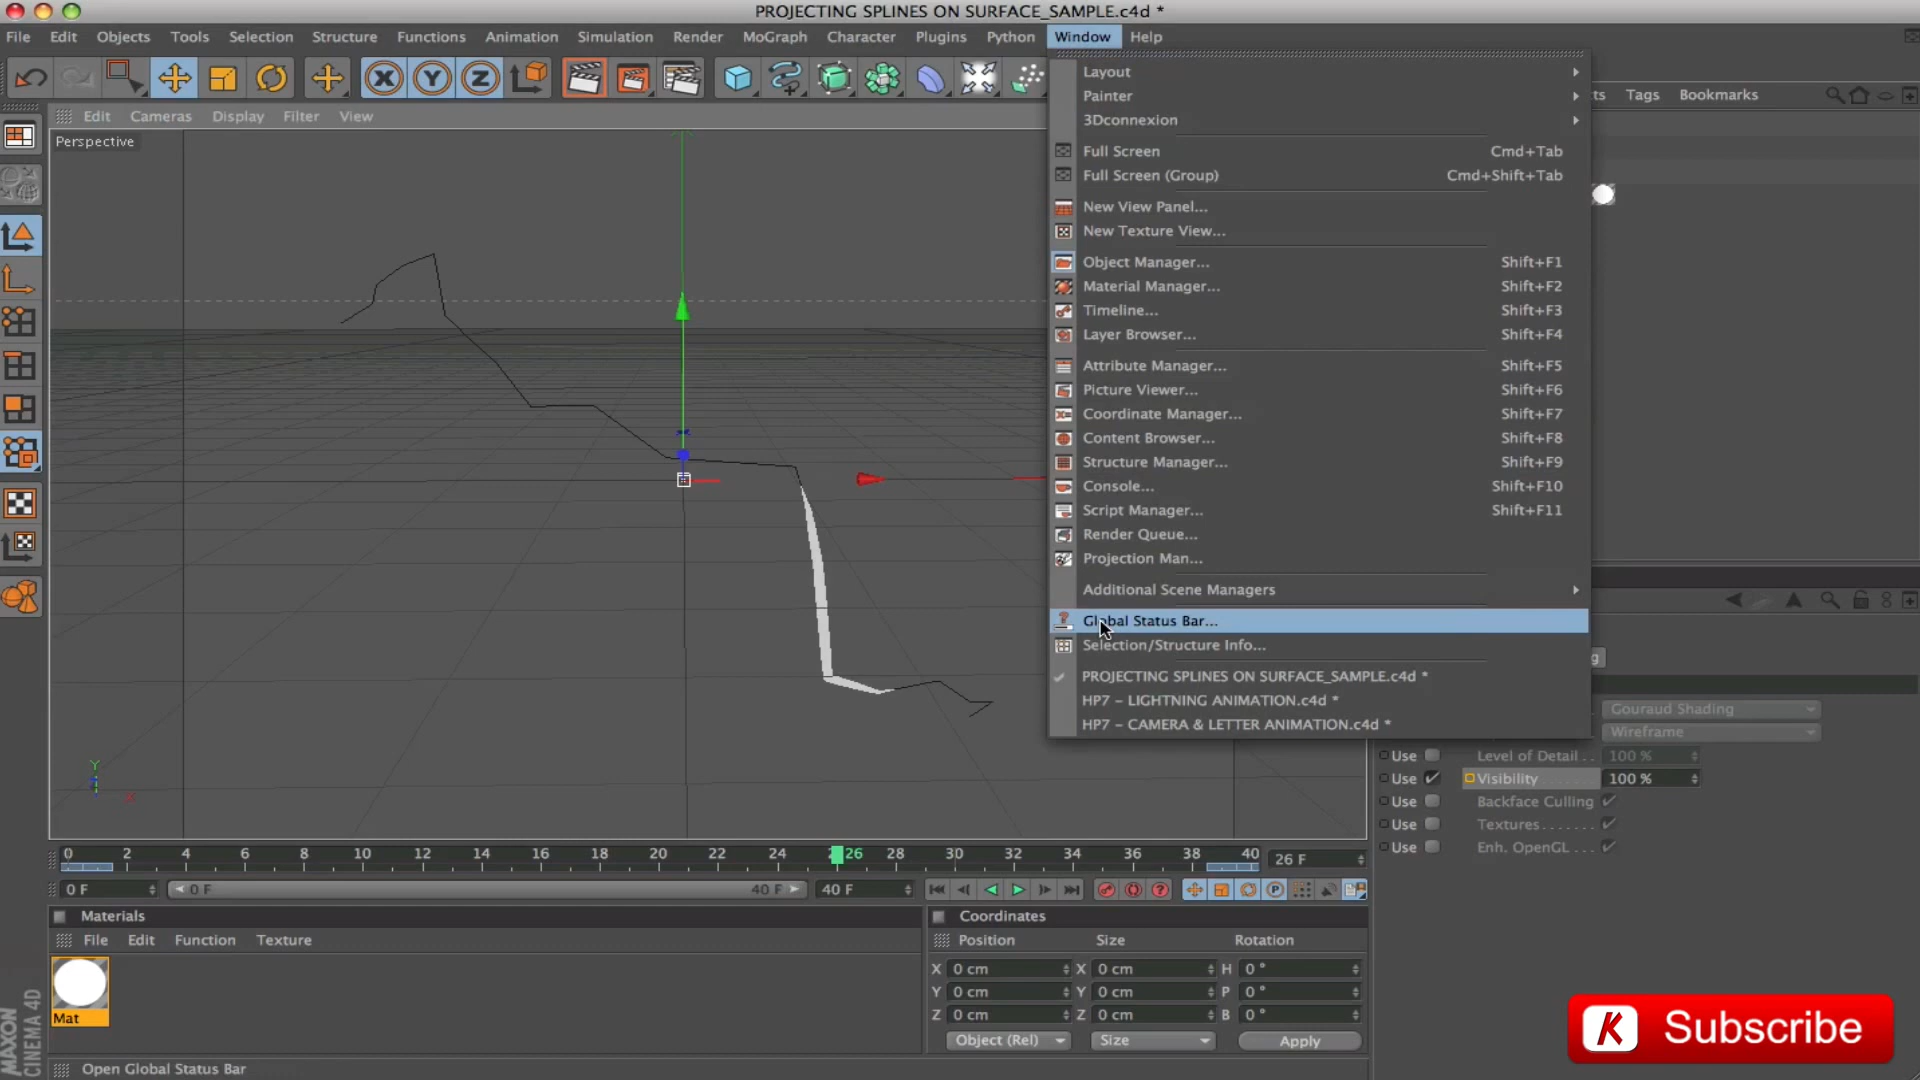 PROJECTING SPLINES ON SURFACE_SAMPLE.c4d *
File Edit Objects Tools Selection Structure Functions Animation Simulation Render MoGraph Character Plugins Python Window Help
Edit Cameras Display Filter View
Perspective
Layout
Painter
3Dconnexion
Full Screen Cmd+Tab
Full Screen (Group) Cmd+Shift+Tab
New View Panel...
New Texture View...
Object Manager... Shift+F1
Material Manager... Shift+F2
Timeline... Shift+F3
Layer Browser... Shift+F4
Attribute Manager... Shift+F5
Picture Viewer... Shift+F6
Coordinate Manager... Shift+F7
Content Browser... Shift+F8
Structure Manager... Shift+F9
Console... Shift+F10
Script Manager... Shift+F11
Render Queue...
Projection Man...
Additional Scene Managers
Global Status Bar...
Selection/Structure Info...
PROJECTING SPLINES ON SURFACE_SAMPLE.c4d *
HP7 - LIGHTNING ANIMATION.c4d *
HP7 - CAMERA & LETTER ANIMATION.c4d *
Tags Bookmarks
Gouraud Shading
Wireframe
Use Level of Detail . . 100 %
Use Visibility 100 %
Use Backface Culling
Use Textures . . . . . .
Use Enh. OpenGL . . .
Y
X
0 2 4 6 8 10 12 14 16 18 20 22 24 26 28 30 32 34 36 38 40 26 F
0 F 0 F 40 F 40 F
Materials
File Edit Function Texture
Mat
Coordinates
Position Size Rotation
X 0 cm X 0 cm H 0 °
Y 0 cm Y 0 cm P 0 °
Z 0 cm Z 0 cm B 0 °
Object (Rel) Size Apply
MAXON
CINEMA 4D
Open Global Status Bar
K Subscribe